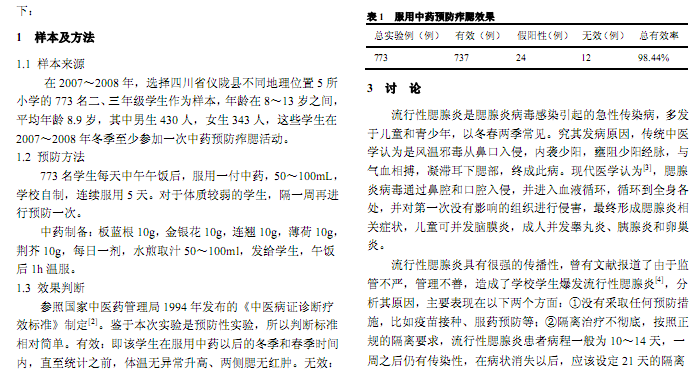 下：
1 样本及方法
1.1 样本来源
在 2007～2008 年，选择四川省仪陇县不同地理位置 5 所
小学的 773 名二、三年级学生作为样本，年龄在 8～13 岁之间，
平均年龄 8.9 岁，其中男生 430 人，女生 343 人，这些学生在
2007～2008 年冬季至少参加一次中药预防痄腮活动。
1.2 预防方法
773 名学生每天中午午饭后，服用一付中药，50～100mL，
学校自制，连续服用 5 天。对于体质较弱的学生，隔一周再进
行预防一次。
中药制备：板蓝根 10g，金银花 10g，连翘 10g，薄荷 10g，
荆芥 10g，每日一剂，水煎取汁 50～100ml，发给学生，午饭
后 1h 温服。
1.3 效果判断
参照国家中医药管理局 1994 年发布的《中医病证诊断疗
效标准》制定[2]。鉴于本次实验是预防性实验，所以判断标准
相对简单。有效：即该学生在服用中药以后的冬季和春季时间
内，直至统计之前，体温无异常升高、两侧腮无红肿。无效：
表 1 服用中药预防痄腮效果
总实验例（例） 有效（例） 假阳性（例） 无效（例） 总有效率
773 737 24 12 98.44%
3 讨 论
流行性腮腺炎是腮腺炎病毒感染引起的急性传染病，多发
于儿童和青少年，以冬春两季常见。究其发病原因，传统中医
学认为是风温邪毒从鼻口入侵，内袭少阳，壅阻少阳经脉，与
气血相搏，凝滞耳下腮部，终成此病。现代医学认为[3]，腮腺
炎病毒通过鼻腔和口腔入侵，并进入血液循环，循环到全身各
处，并对第一次没有影响的组织进行侵害，最终形成腮腺炎相
关症状，儿童可并发脑膜炎，成人并发睾丸炎、胰腺炎和卵巢
炎。
流行性腮腺炎具有很强的传播性，曾有文献报道了由于监
管不严，管理不善，造成了学校学生爆发流行性腮腺炎[4]，分
析其原因，主要表现在以下两个方面：①没有采取任何预防措
施，比如疫苗接种、服药预防等；②隔离治疗不彻底，按照正
规的隔离要求，流行性腮腺炎患者病程一般为 10～14 天，一
周之后仍有传染性，在病状消失以后，应该设定 21 天的隔离